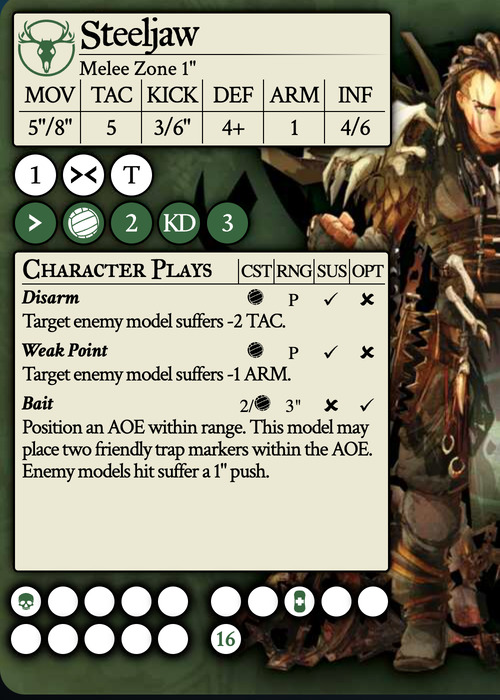 Steeljaw
Melee Zone 1"
MOV TAC KICK DEF ARM INF
5"/8" 5 3/6" 4+ 1 4/6
1 >< T
> 2 KD 3
CHARACTER PLAYS CST RNG SUS OPT
Disarm P ✓ ✘
Target enemy model suffers -2 TAC.
Weak Point P ✓ ✘
Target enemy model suffers -1 ARM.
Bait 2/ 3" ✘ ✓
Position an AOE within range. This model may
place two friendly trap markers within the AOE.
Enemy models hit suffer a 1" push.
16